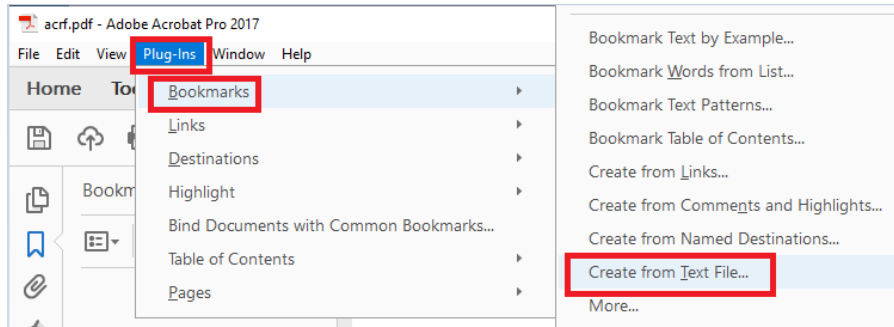 acrf.pdf - Adobe Acrobat Pro 2017
File Edit View Plug-Ins Window Help
Home
Bookmarks
Links
Destinations
Highlight
Bind Documents with Common Bookmarks...
Table of Contents
Pages
Bookmark Text by Example...
Bookmark Words from List...
Bookmark Text Patterns...
Bookmark Table of Contents...
Create from Links...
Create from Comments and Highlights...
Create from Named Destinations...
Create from Text File...
More...